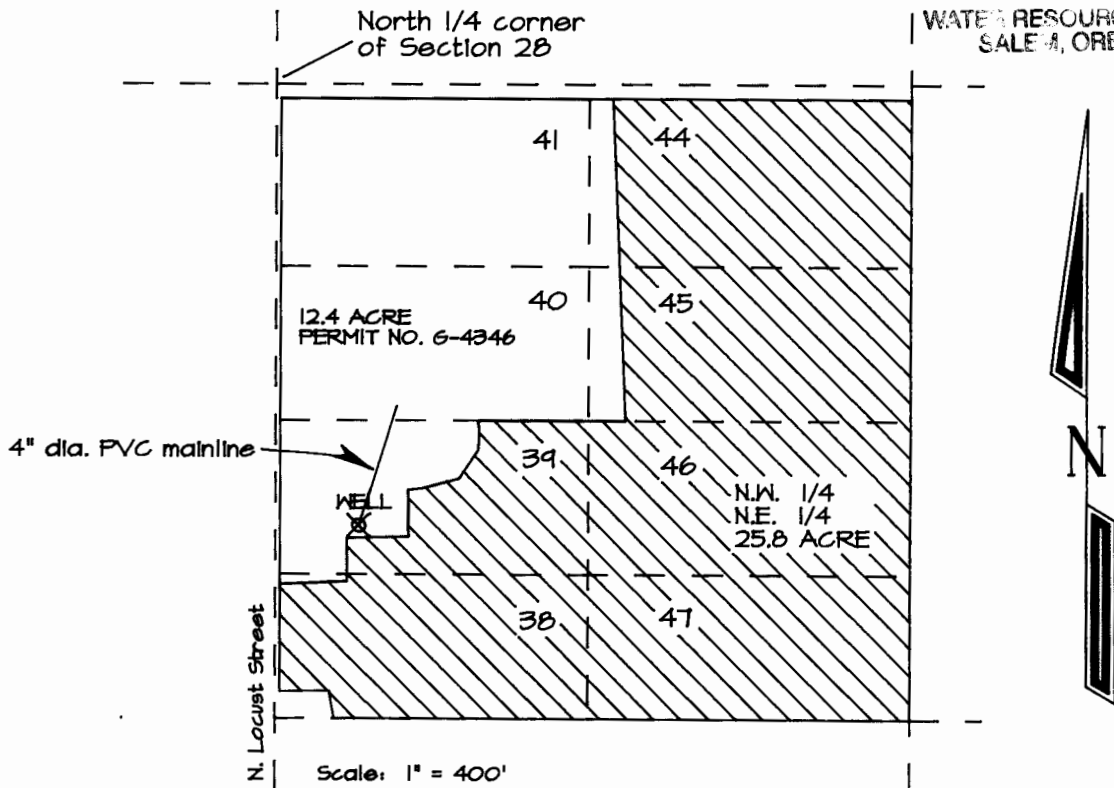 North 1/4 corner
of Section 28
WATER
SALEM,
41
44
40
45
12.4 ACRE
PERMIT NO. G-4346
4" dia. PVC mainline
39
46
WELL
N.W. 1/4
N.E. 1/4
25.8 ACRE
N
38
47
N. Locust Street
Scale: 1" = 400'